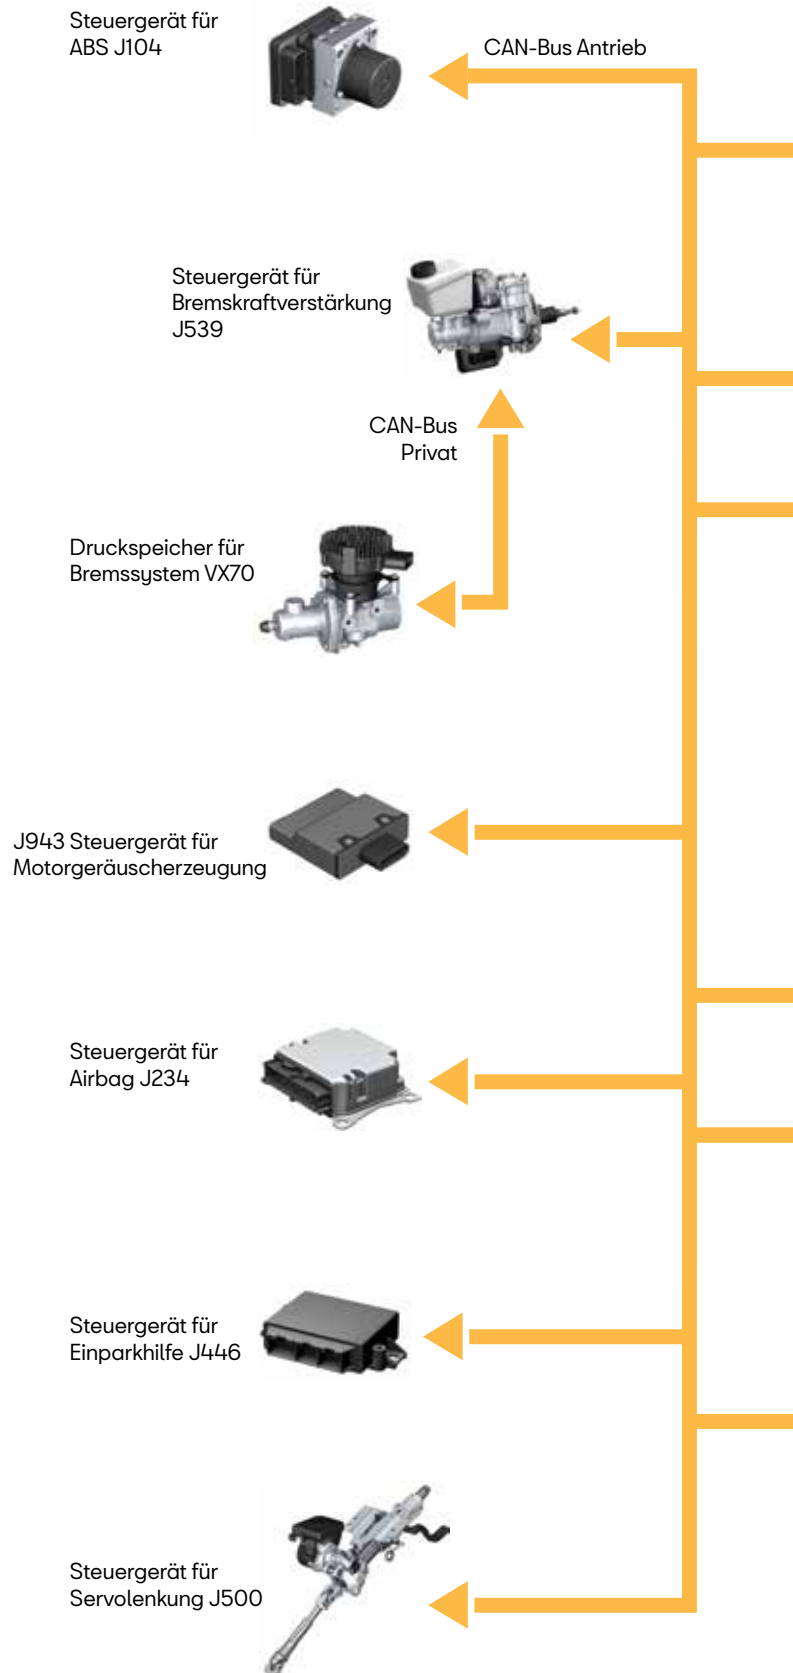 Steuergerät für
ABS J104
CAN-Bus Antrieb
Steuergerät für
Bremskraftverstärkung
J539
CAN-Bus
Privat
Druckspeicher für
Bremssystem VX70
J943 Steuergerät für
Motorgeräuscherzeugung
Steuergerät für
Airbag J234
Steuergerät für
Einparkhilfe J446
Steuergerät für
Servolenkung J500